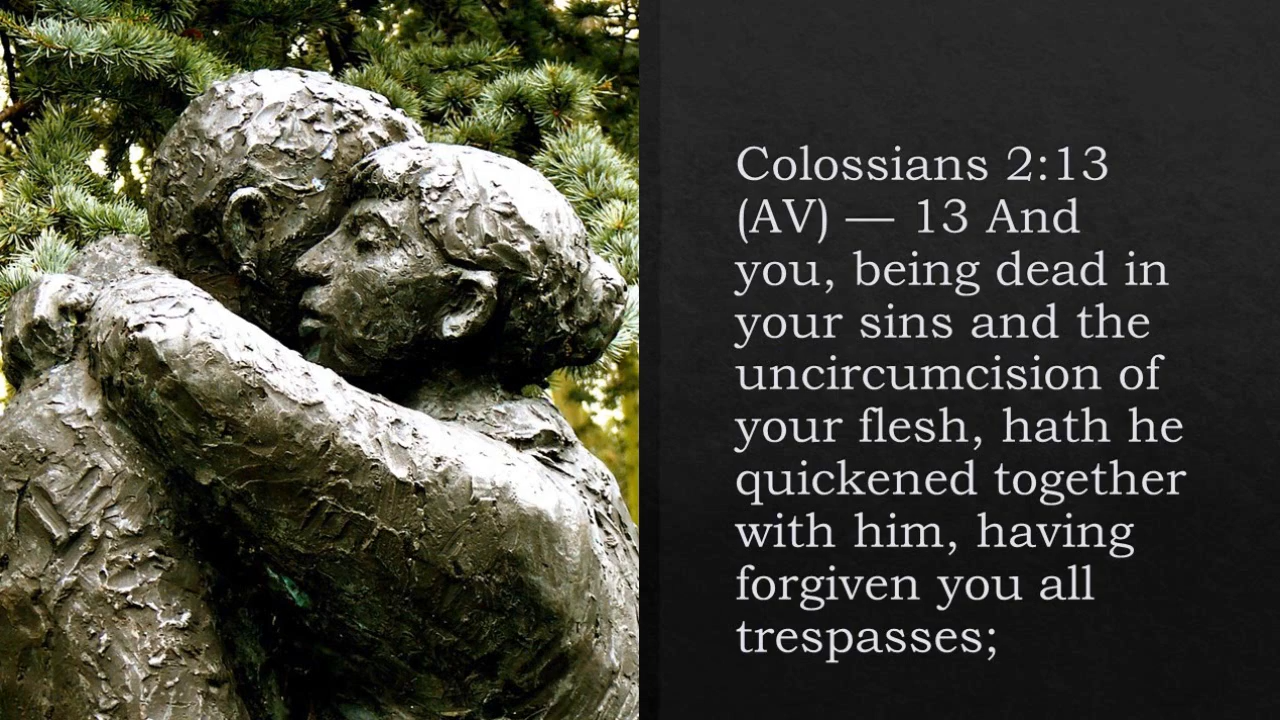 Colossians 2:13
(AV) — 13 And
you, being dead in
your sins and the
uncircumcision of
your flesh, hath he
quickened together
with him, having
forgiven you all
trespasses;